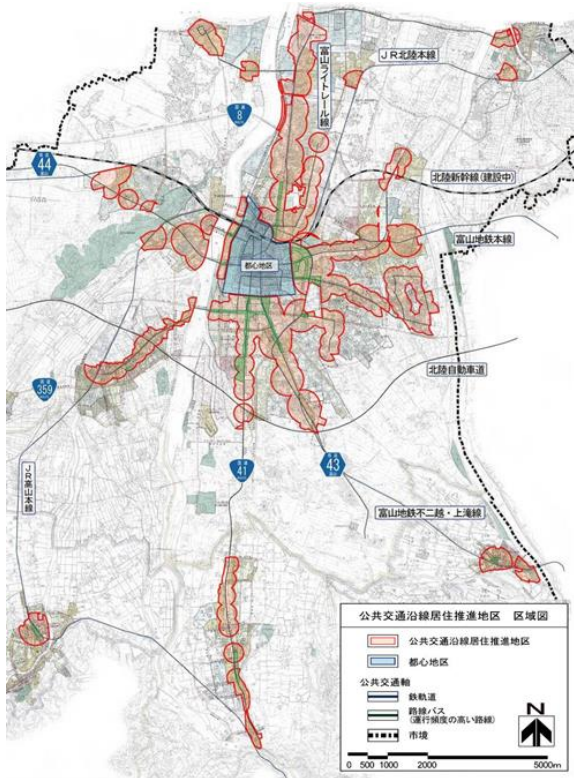 JR北陸本線
富山ライトレール線
国道
8
44
北陸新幹線(建設中)
富山地鉄本線
都心地区
北陸自動車道
国道
359
国道
41
43
JR高山本線
富山地鉄不二越・上滝線
公共交通沿線居住推進地区 区域図
公共交通沿線居住推進地区
都心地区
公共交通軸
鉄軌道
路線バス
(運行頻度の高い路線)
市境
N
0 500 1000 2000 5000m